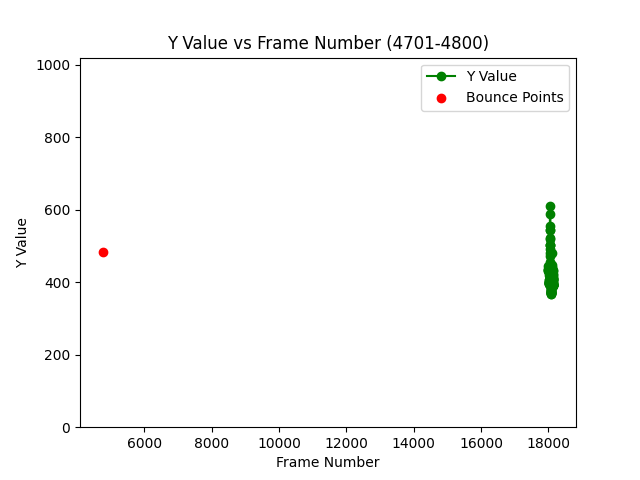 Y Value vs Frame Number (4701-4800)
Y Value
Bounce Points
1000
800
600
400
200
0
Y Value
6000 8000 10000 12000 14000 16000 18000
Frame Number